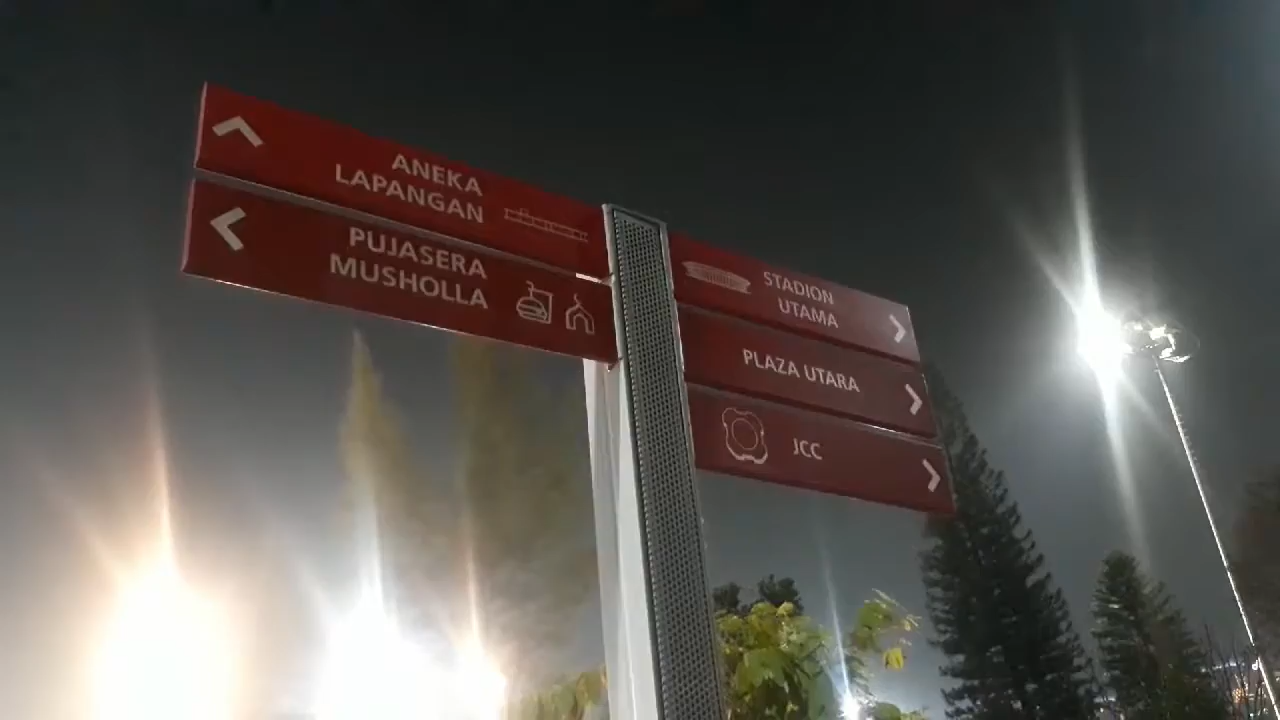 ANEKA
LAPANGAN
PUJASERA
MUSHOLLA
STADION
UTAMA
PLAZA UTARA
JCC